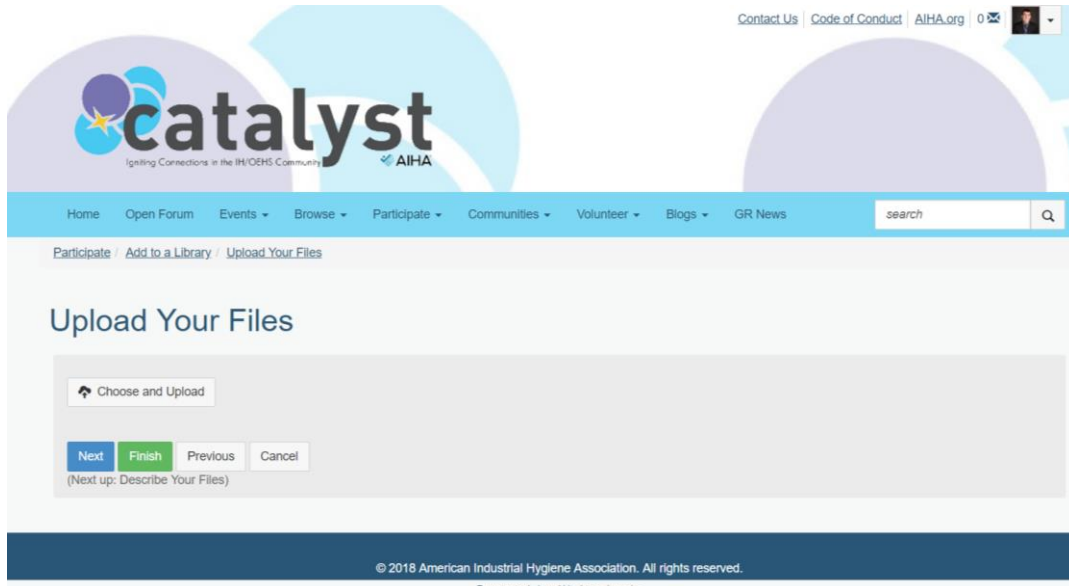 Contact Us Code of Conduct AIHA.org 0
catalyst
Igniting Connections in the IH/OEHS Community
AIHA
Home Open Forum Events Browse Participate Communities Volunteer Blogs GR News search
Participate / Add to a Library / Upload Your Files
Upload Your Files
Choose and Upload
Next Finish Previous Cancel
(Next up: Describe Your Files)
© 2018 American Industrial Hygiene Association. All rights reserved.